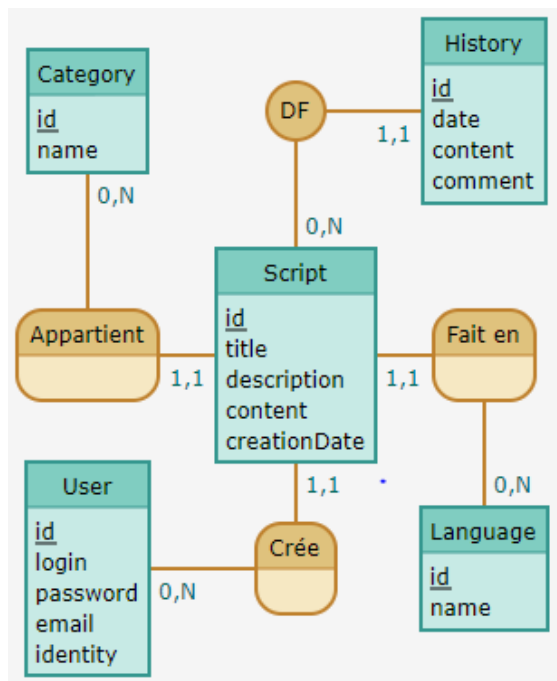 Category
id
name
0,N
DF
History
id
date
content
comment
1,1
0,N
Appartient
1,1
Script
id
title
description
content
creationDate
Fait en
1,1
0,N
1,1
User
id
login
password
email
identity
0,N
Crée
Language
id
name